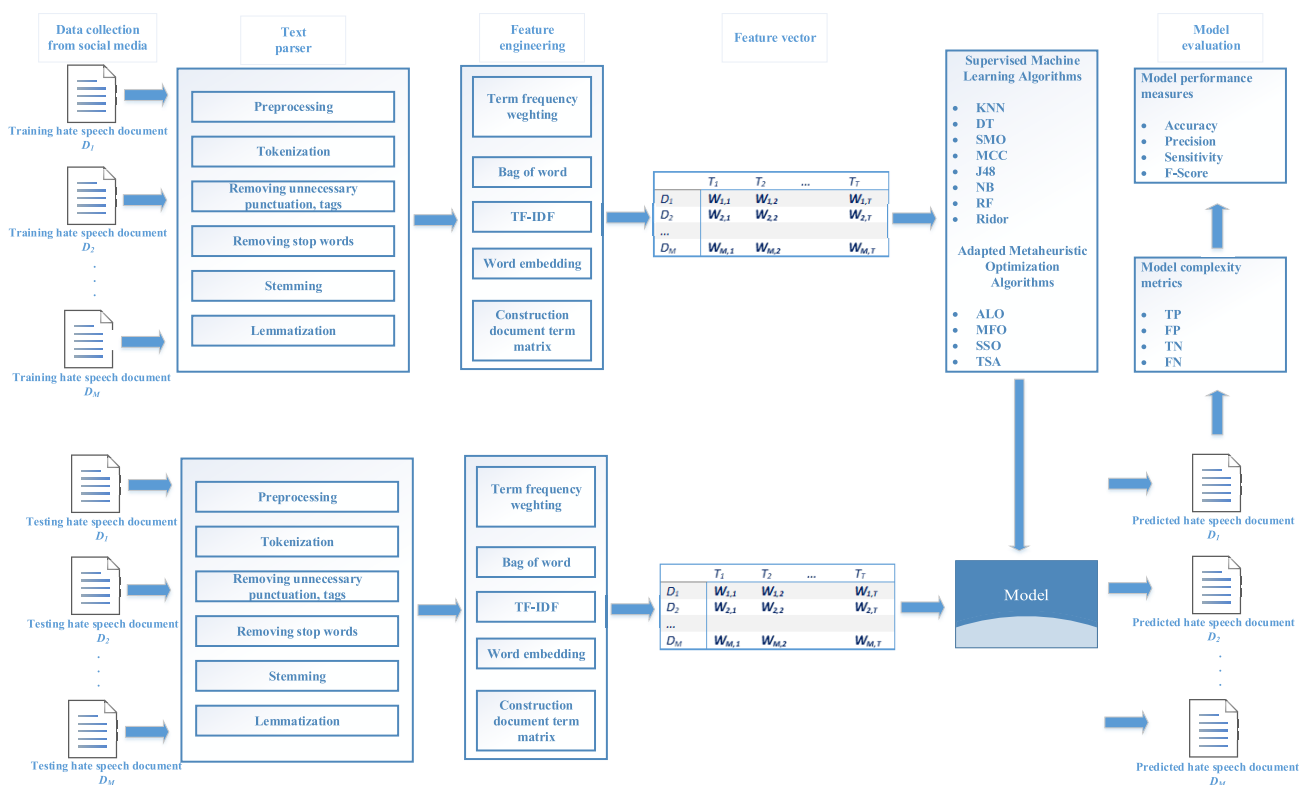 Data collection
from social media
Text
parser
Feature
engineering
Feature vector
Model
evaluation
Training hate speech document
D1
Training hate speech document
D2
.
.
.
Training hate speech document
DM
Preprocessing
Tokenization
Removing unnecessary
punctuation, tags
Removing stop words
Stemming
Lemmatization
Term frequency
weghting
Bag of word
TF-IDF
Word embedding
Construction
document term
matrix
T1 T2 ... TT
D1 W1,1 W1,2 W1,T
D2 W2,1 W2,2 W2,T
...
DM WM,1 WM,2 WM,T
Supervised Machine
Learning Algorithms
• KNN
• DT
• SMO
• MCC
• J48
• NB
• RF
• Ridor
Adapted Metaheuristic
Optimization
Algorithms
• ALO
• MFO
• SSO
• TSA
Model performance
measures
• Accuracy
• Precision
• Sensitivity
• F-Score
Model complexity
metrics
• TP
• FP
• TN
• FN
Testing hate speech document
D1
Testing hate speech document
D2
.
.
.
Testing hate speech document
DM
Preprocessing
Tokenization
Removing unnecessary
punctuation, tags
Removing stop words
Stemming
Lemmatization
Term frequency
weghting
Bag of word
TF-IDF
Word embedding
Construction
document term
matrix
T1 T2 ... TT
D1 W1,1 W1,2 W1,T
D2 W2,1 W2,2 W2,T
...
DM WM,1 WM,2 WM,T
Model
Predicted hate speech document
D1
Predicted hate speech document
D2
.
.
.
Predicted hate speech document
DM